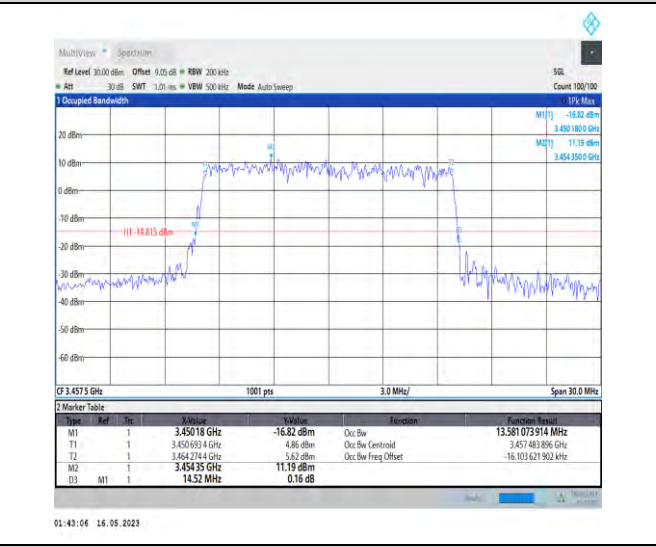 MultiView Spectrum
Ref Level 30.00 dBm Offset 9.05 dB RBW 200 kHz SGL
Att 30 dB SWT 1.01 ms VBW 500 kHz Mode Auto Sweep Count 100/100
1 Occupied Bandwidth 1Pk Max
M1[1] -16.82 dBm
3.450 180 0 GHz
M2[1] 11.19 dBm
3.454 350 0 GHz
20 dBm
M2
10 dBm
T1 T2
0 dBm
-10 dBm
M1
H1 -14.815 dBm
D3
-20 dBm
-30 dBm
-40 dBm
-50 dBm
-60 dBm
CF 3.457 5 GHz 1001 pts 3.0 MHz/ Span 30.0 MHz
2 Marker Table
Type Ref Trc X-Value Y-Value Function Function Result
M1 1 3.450 18 GHz -16.82 dBm Occ Bw 13.581 073 914 MHz
T1 1 3.450 693 4 GHz 4.86 dBm Occ Bw Centroid 3.457 483 896 GHz
T2 1 3.464 274 4 GHz 5.62 dBm Occ Bw Freq Offset -16.103 621 902 kHz
M2 1 3.454 35 GHz 11.19 dBm
D3 M1 1 14.52 MHz 0.16 dB
01:43:06 16.05.2023